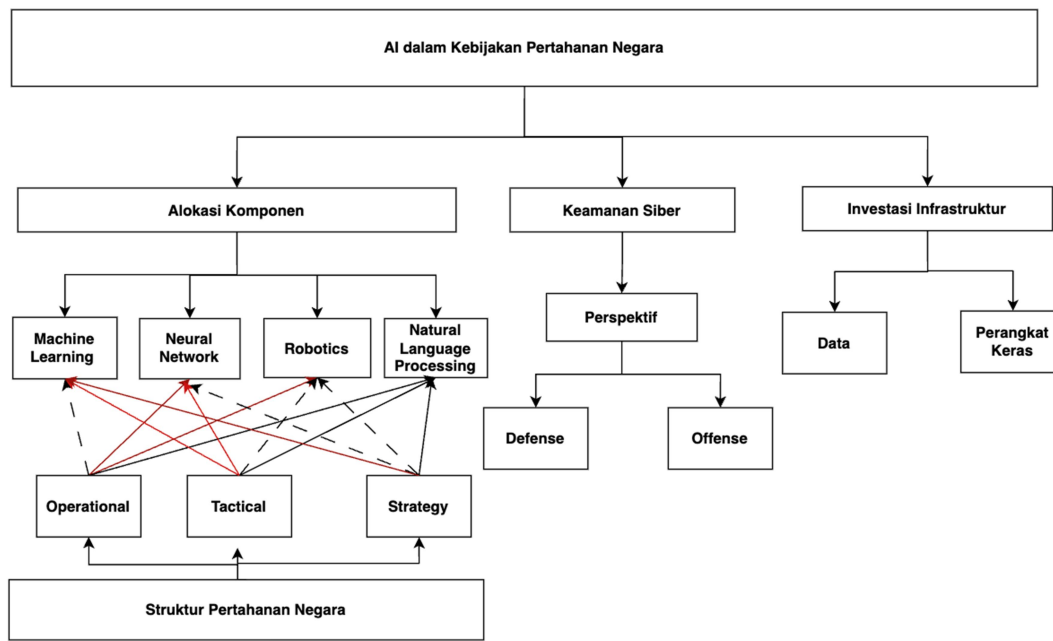 AI dalam Kebijakan Pertahanan Negara
Alokasi Komponen
Keamanan Siber
Investasi Infrastruktur
Machine
Learning
Neural
Network
Robotics
Natural
Language
Processing
Perspektif
Data
Perangkat
Keras
Defense
Offense
Operational
Tactical
Strategy
Struktur Pertahanan Negara